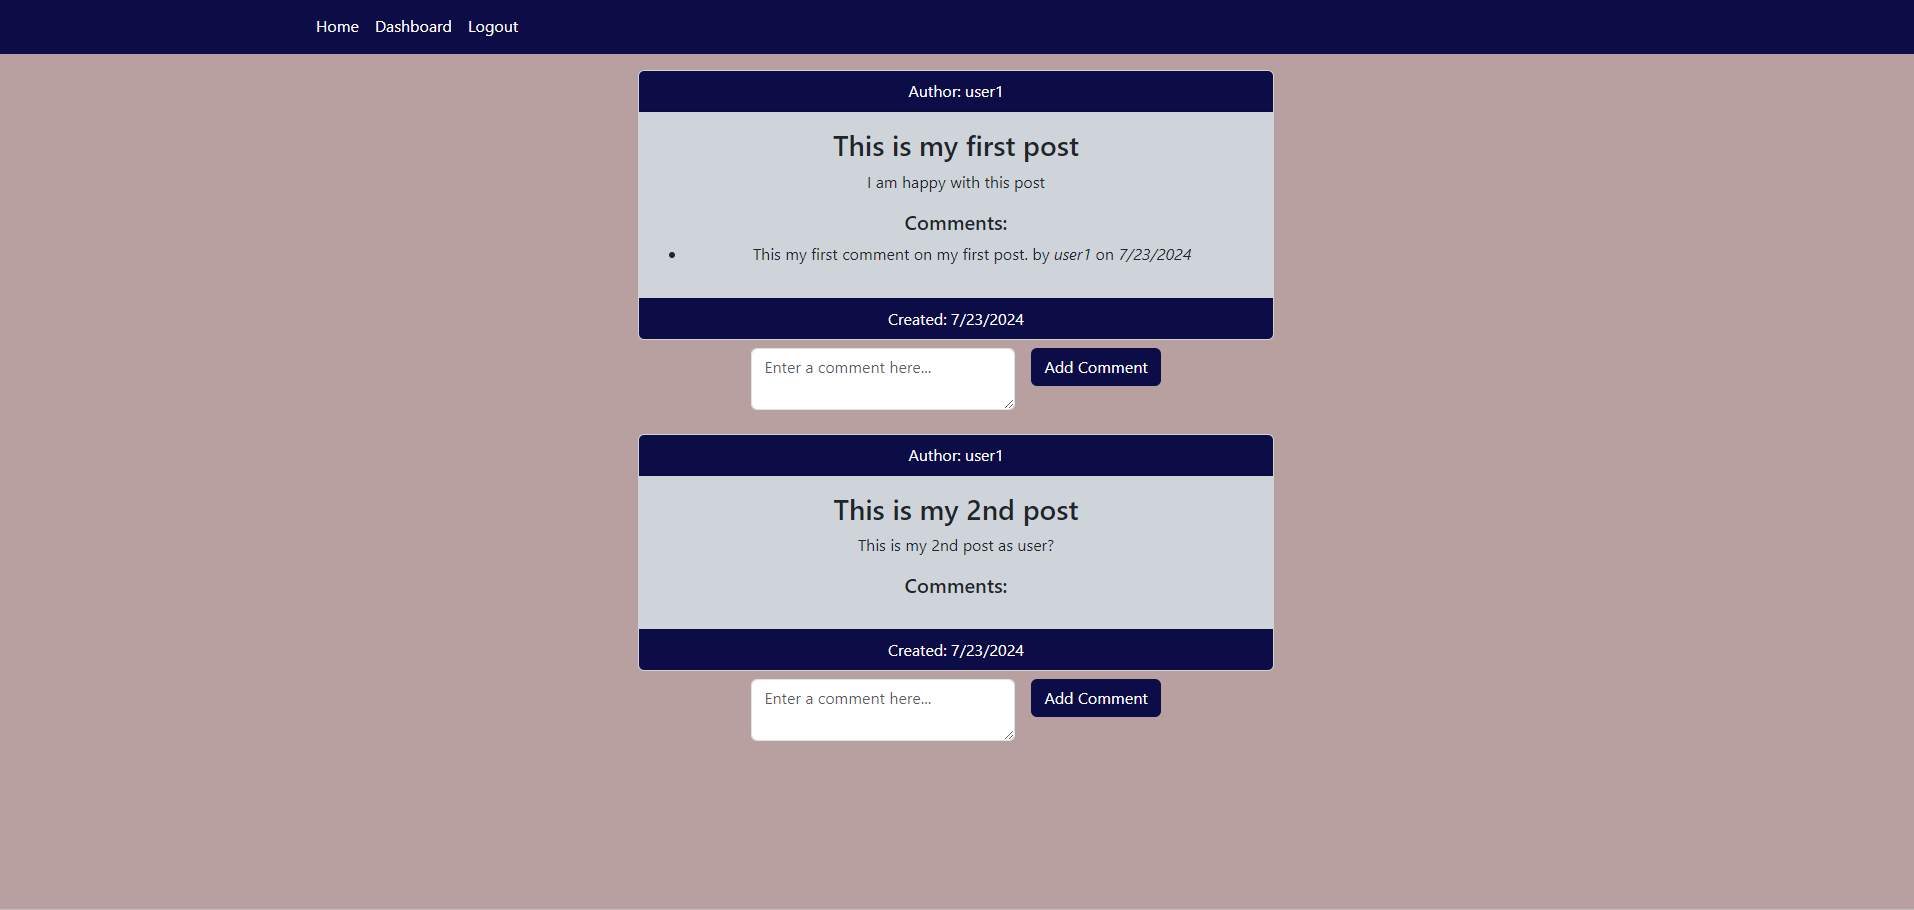 Home Dashboard Logout
Author: user1
This is my first post
I am happy with this post
Comments:
• This my first comment on my first post. by user1 on 7/23/2024
Created: 7/23/2024
Enter a comment here... Add Comment
Author: user1
This is my 2nd post
This is my 2nd post as user?
Comments:
Created: 7/23/2024
Enter a comment here... Add Comment